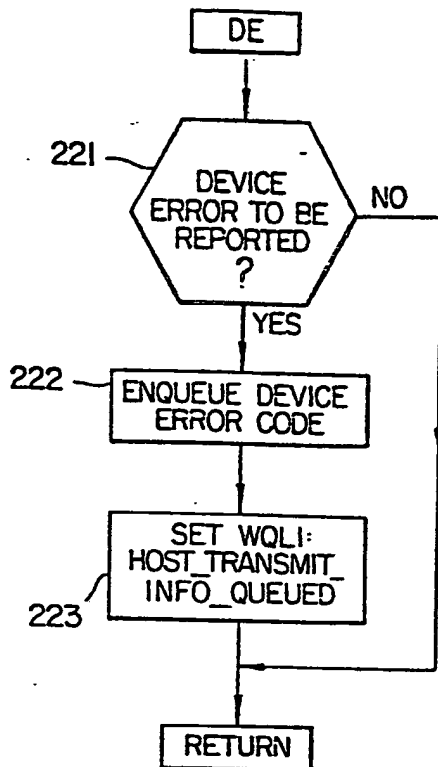 DE
221
DEVICE
ERROR TO BE
REPORTED
?
NO
YES
222
ENQUEUE DEVICE
ERROR CODE
SET WQLI:
HOST_TRANSMIT_
INFO_QUEUED
223
RETURN